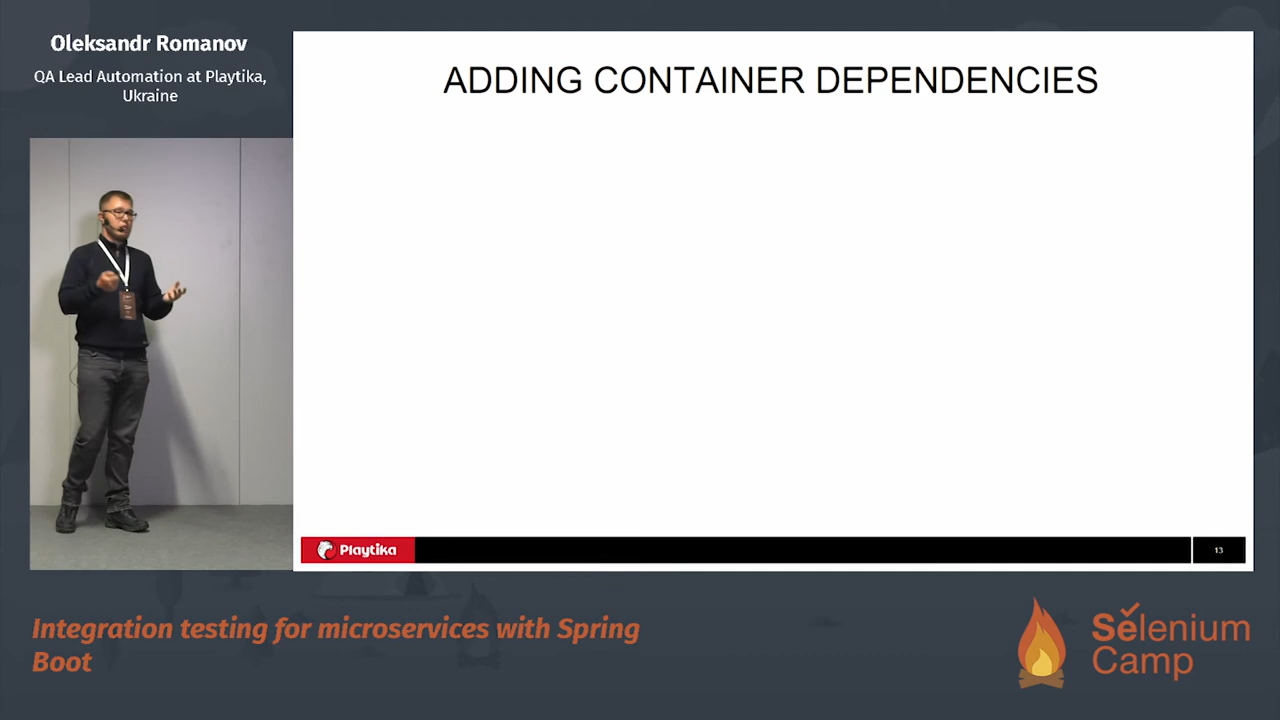 Oleksandr Romanov
QA Lead Automation at Playtika,
Ukraine
ADDING CONTAINER DEPENDENCIES
Playtika
13
Integration testing for microservices with Spring
Boot
Selenium
Camp